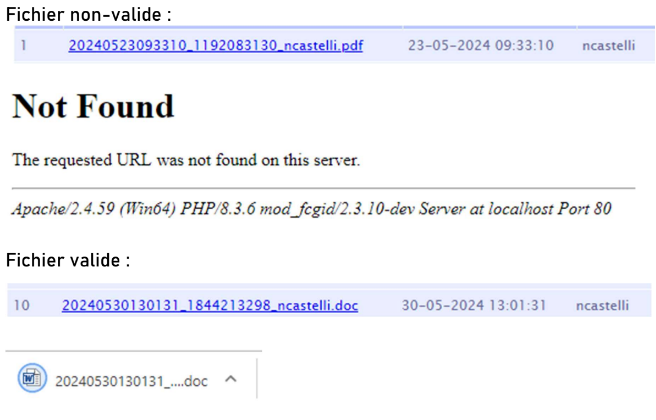 Fichier non-valide :
1 20240523093310_1192083130_ncastelli.pdf 23-05-2024 09:33:10 ncastelli
Not Found
The requested URL was not found on this server.
Apache/2.4.59 (Win64) PHP/8.3.6 mod_fcgid/2.3.10-dev Server at localhost Port 80
Fichier valide :
10 20240530130131_1844213298_ncastelli.doc 30-05-2024 13:01:31 ncastelli
20240530130131_....doc